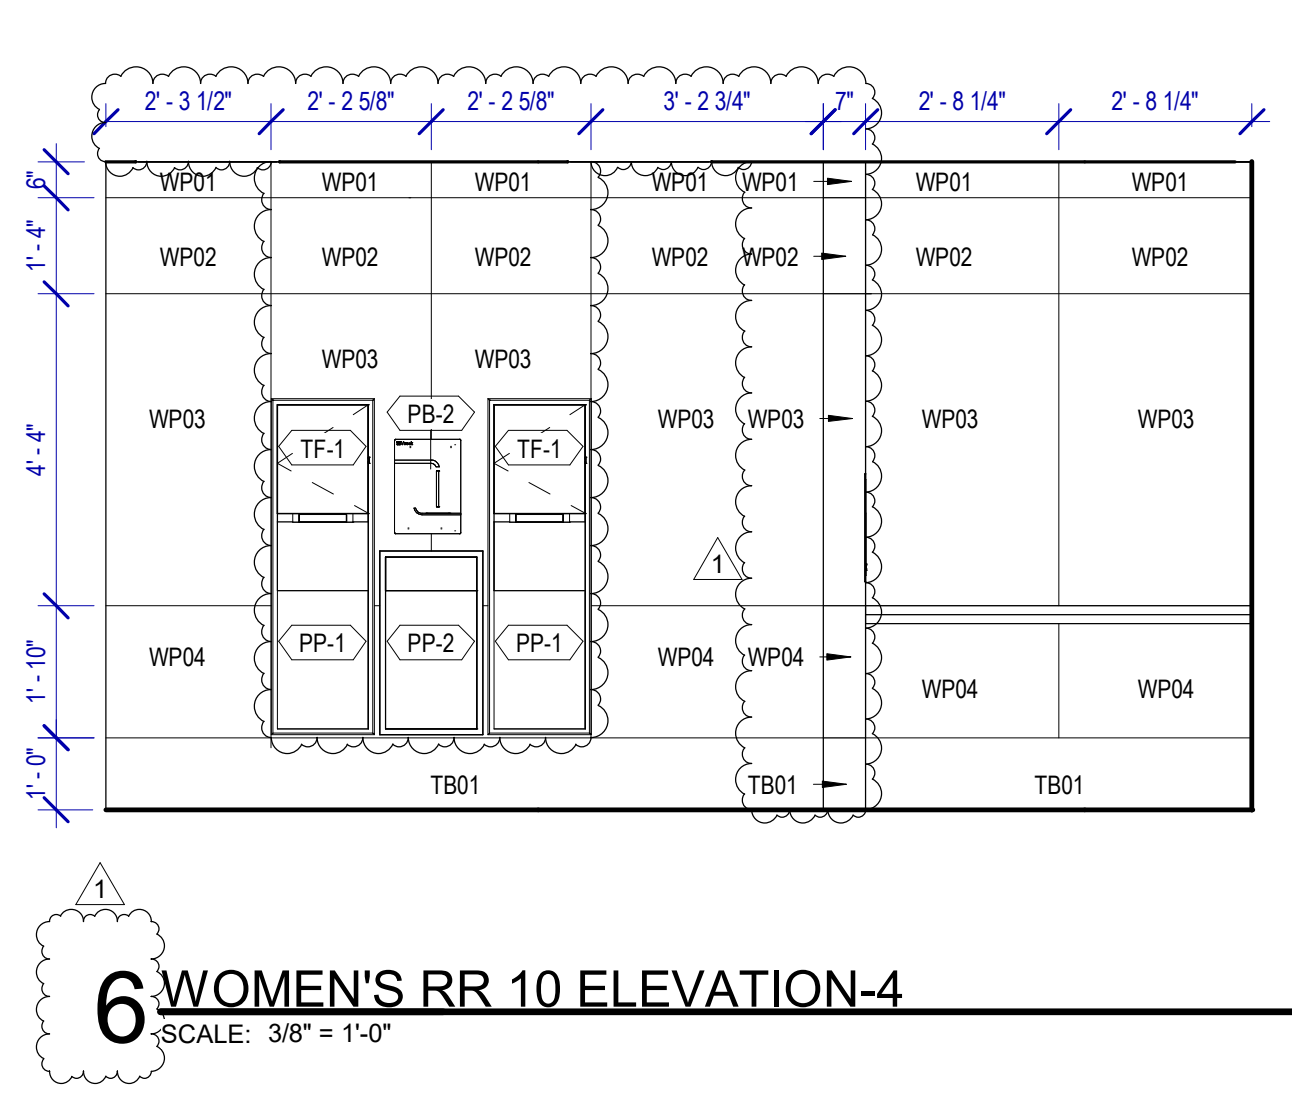 2' - 3 1/2" 2' - 2 5/8" 2' - 2 5/8" 3' - 2 3/4" 7" 2' - 8 1/4" 2' - 8 1/4"
6" WP01 WP01 WP01 WP01 WP01 WP01 WP01
1' - 4" WP02 WP02 WP02 WP02 WP02 WP02 WP02
WP03 WP03
4' - 4" WP03 PB-2 WP03 WP03 WP03 WP03
TF-1 TF-1
1
1' - 10" WP04 PP-1 PP-2 PP-1 WP04 WP04
WP04 WP04
1' - 0" TB01 TB01 TB01
1
6 WOMEN'S RR 10 ELEVATION-4
SCALE: 3/8" = 1'-0"